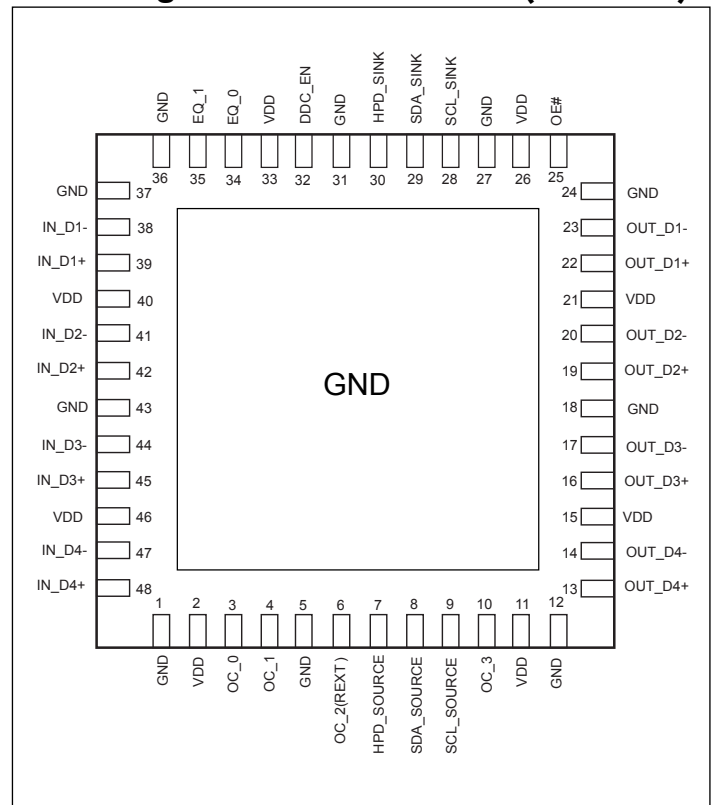 GND EQ_1 EQ_0 VDD DDC_EN GND HPD_SINK SDA_SINK SCL_SINK GND VDD OE#
36 35 34 33 32 31 30 29 28 27 26 25
GND 37 24 GND
IN_D1- 38 23 OUT_D1-
IN_D1+ 39 22 OUT_D1+
VDD 40 21 VDD
IN_D2- 41 20 OUT_D2-
IN_D2+ 42 19 OUT_D2+
GND
GND 43 18 GND
IN_D3- 44 17 OUT_D3-
IN_D3+ 45 16 OUT_D3+
VDD 46 15 VDD
IN_D4- 47 14 OUT_D4-
IN_D4+ 48 13 OUT_D4+
1 2 3 4 5 6 7 8 9 10 11 12
GND VDD OC_0 OC_1 GND OC_2(REXT) HPD_SOURCE SDA_SOURCE SCL_SOURCE OC_3 VDD GND